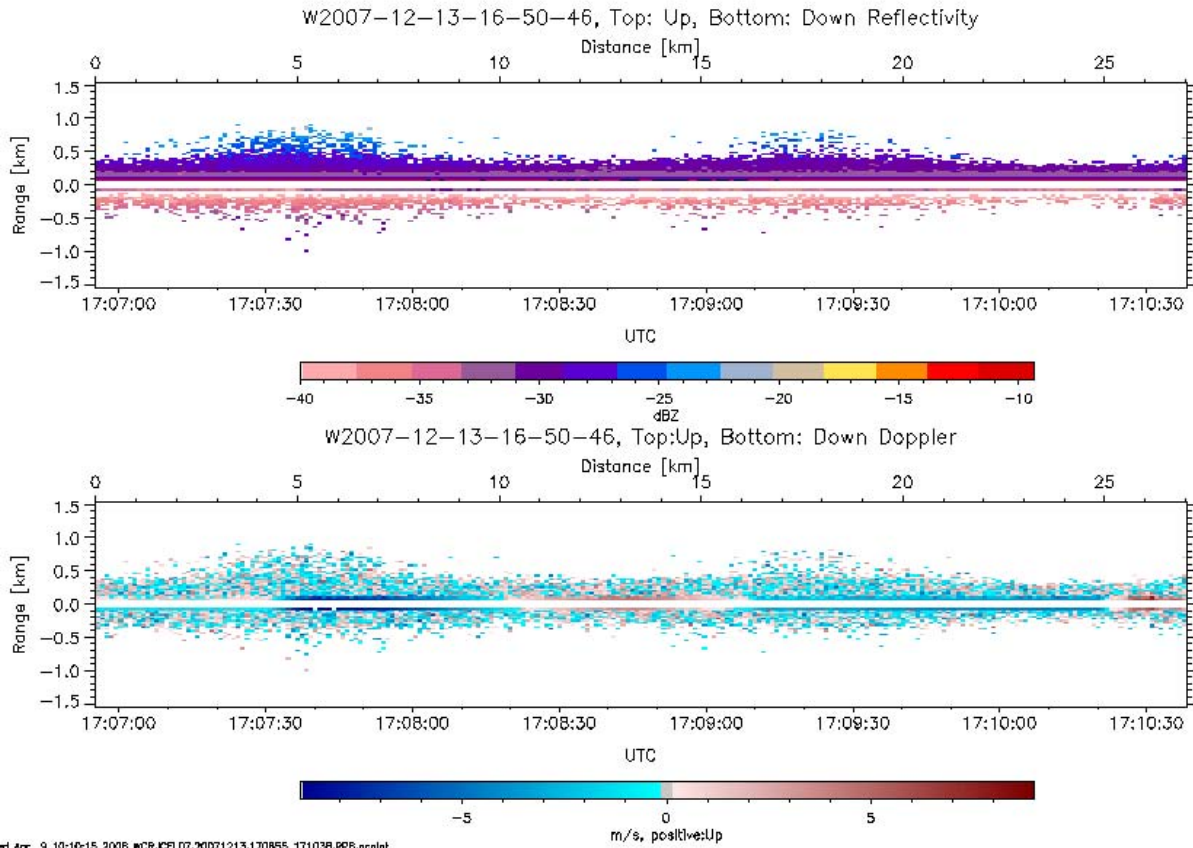 W2007-12-13-16-50-46, Top: Up, Bottom: Down Reflectivity
Distance [km]
0 5 10 15 20 25
Range [km]
1.5
1.0
0.5
0.0
-0.5
-1.0
-1.5
17:07:00 17:07:30 17:08:00 17:08:30 17:09:00 17:09:30 17:10:00 17:10:30
UTC
-40 -35 -30 -25 -20 -15 -10
dBZ
W2007-12-13-16-50-46, Top:Up, Bottom: Down Doppler
Distance [km]
0 5 10 15 20 25
Range [km]
1.5
1.0
0.5
0.0
-0.5
-1.0
-1.5
17:07:00 17:07:30 17:08:00 17:08:30 17:09:00 17:09:30 17:10:00 17:10:30
UTC
-5 0 5
m/s, positive:Up
Apr 9 10:10:15 2008